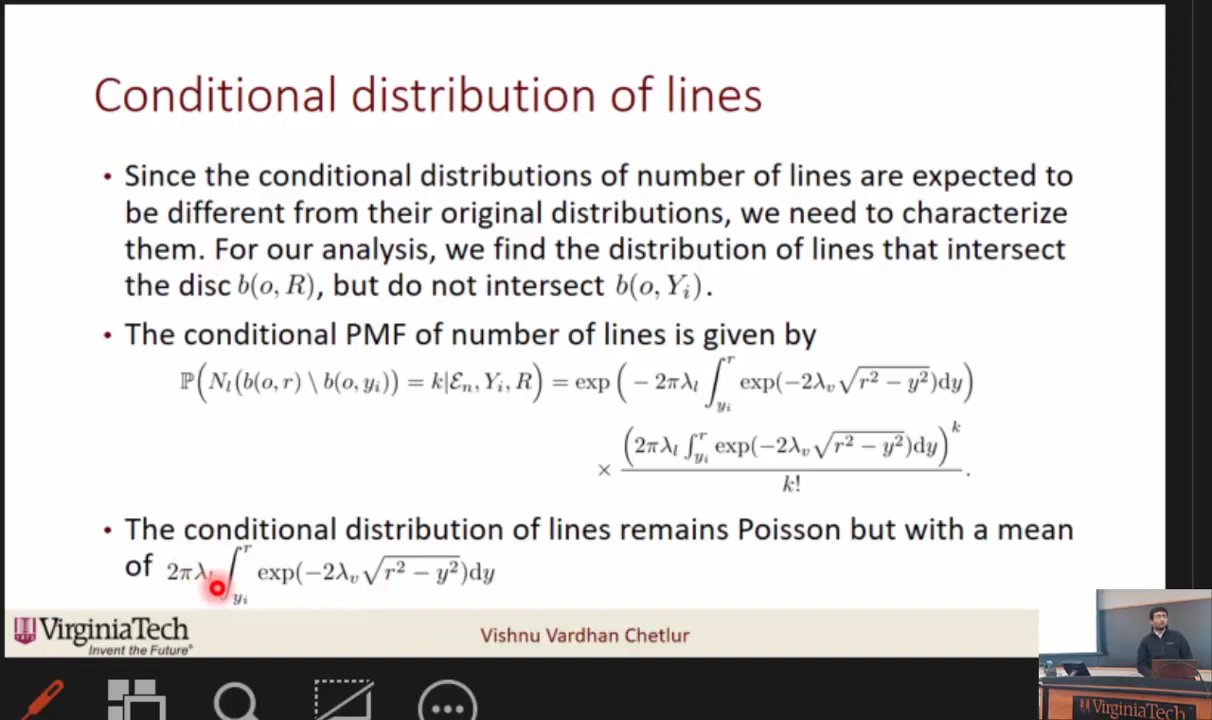 Conditional distribution of lines
• Since the conditional distributions of number of lines are expected to
be different from their original distributions, we need to characterize
them. For our analysis, we find the distribution of lines that intersect
the disc b(o, R), but do not intersect b(o, Y_i).
• The conditional PMF of number of lines is given by
ℙ(N_l(b(o, r) \ b(o, y_i)) = k|ℰ_n, Y_i, R) = exp(− 2πλ_l ∫_{y_i}^{r} exp(−2λ_v√(r² − y²))dy)
× (2πλ_l ∫_{y_i}^{r} exp(−2λ_v√(r² − y²))dy)^k / k! .
• The conditional distribution of lines remains Poisson but with a mean
of 2πλ_l ∫_{y_i}^{r} exp(−2λ_v√(r² − y²))dy
VirginiaTech
Invent the Future®
Vishnu Vardhan Chetlur
VirginiaTech